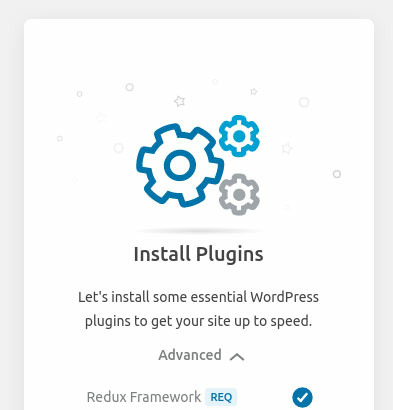 Install Plugins
Let's install some essential WordPress
plugins to get your site up to speed.
Advanced
Redux Framework REQ